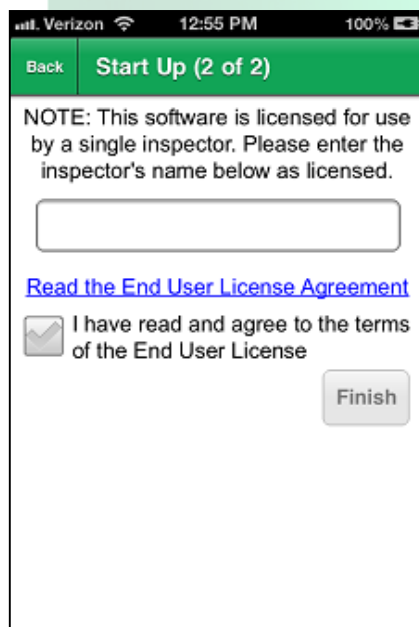 Verizon 12:55 PM 100%
Back Start Up (2 of 2)
NOTE: This software is licensed for use
by a single inspector. Please enter the
inspector's name below as licensed.
Read the End User License Agreement
I have read and agree to the terms
of the End User License
Finish